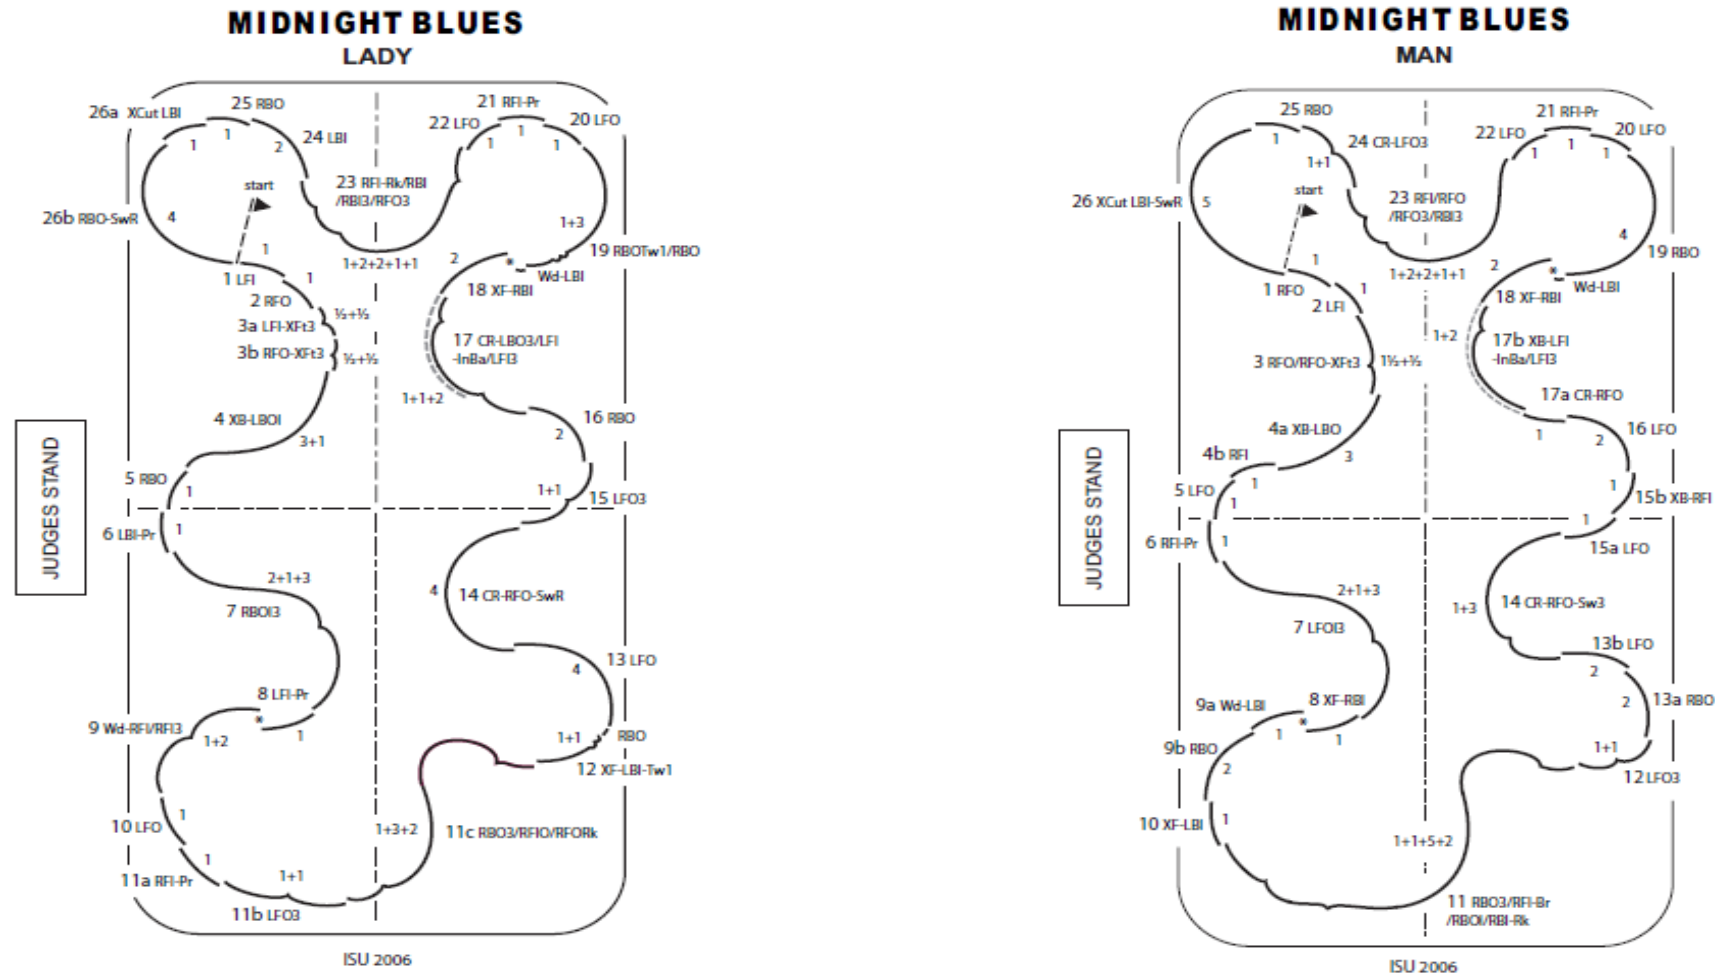 MIDNIGHT BLUES
LADY
26a XCut LBI
25 RBO
24 LBI
21 RFI-Pr
22 LFO
20 LFO
1
1
2
1
1
1
start
23 RFI-Rk/RBI
/RBI3/RFO3
26b RBO-SwR
4
1
1+2+2+1+1
1+3
19 RBOTw1/RBO
2
*
Wd-LBI
18 XF-RBI
1 LFI
1
2 RFO
3a LFI-XFt3
½+½
3b RFO-XFt3
½+½
17 CR-LBO3/LFI
-InBa/LFI3
1+1+2
4 XB-LBOI
3+1
16 RBO
2
5 RBO
1
1+1
15 LFO3
JUDGES STAND
6 LBI-Pr
1
2+1+3
7 RBOI3
4
14 CR-RFO-SwR
13 LFO
4
8 LFI-Pr
*
9 Wd-RFI/RFI3
1+2
1
1+1
RBO
12 XF-LBI-Tw1
10 LFO
1
1+3+2
11c RBO3/RFIO/RFORk
11a RFI-Pr
1
1+1
11b LFO3
ISU 2006
MIDNIGHT BLUES
MAN
25 RBO
24 CR-LFO3
21 RFI-Pr
22 LFO
20 LFO
1
1+1
1
1
1
start
23 RFI/RFO
/RFO3/RBI3
26 XCut LBI-SwR
5
1
1+2+2+1+1
4
19 RBO
2
*
Wd-LBI
18 XF-RBI
1 RFO
1
2 LFI
1+2
17b XB-LFI
-InBa/LFI3
3 RFO/RFO-XFt3
1½+½
17a CR-RFO
1
4a XB-LBO
3
16 LFO
2
4b RFI
1
5 LFO
1
1
15b XB-RFI
1
15a LFO
JUDGES STAND
6 RFI-Pr
1
2+1+3
7 LFOI3
1+3
14 CR-RFO-Sw3
13b LFO
2
2
13a RBO
9a Wd-LBI
8 XF-RBI
*
1
1
9b RBO
2
1+1
12 LFO3
10 XF-LBI
1
1+1+5+2
11 RBO3/RFI-Br
/RBOI/RBI-Rk
ISU 2006